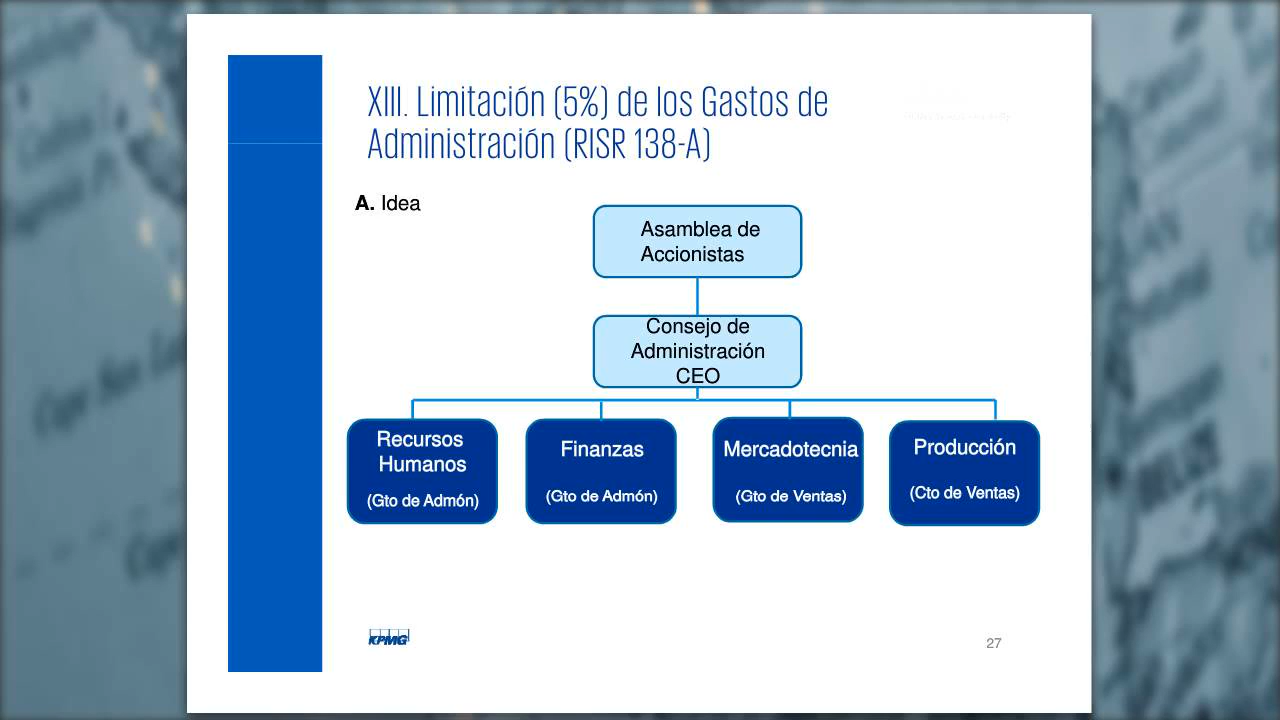 XIII. Limitación (5%) de los Gastos de
Administración (RISR 138-A)
A. Idea
Asamblea de
Accionistas
Consejo de
Administración
CEO
Recursos
Humanos
(Gto de Admón)
Finanzas
(Gto de Admón)
Mercadotecnia
(Gto de Ventas)
Producción
(Cto de Ventas)
KPMG
27